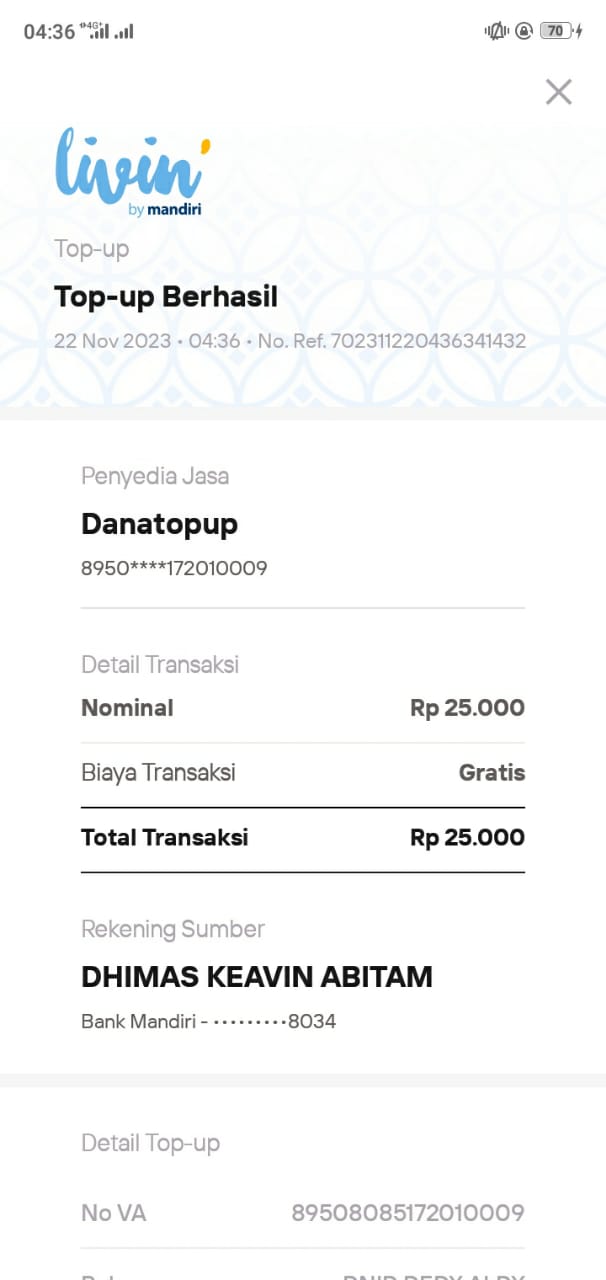 04:36 4G+ 70
livin'
by mandiri
Top-up
Top-up Berhasil
22 Nov 2023 • 04:36 • No. Ref. 702311220436341432
Penyedia Jasa
Danatopup
8950****172010009
Detail Transaksi
Nominal Rp 25.000
Biaya Transaksi Gratis
Total Transaksi Rp 25.000
Rekening Sumber
DHIMAS KEAVIN ABITAM
Bank Mandiri - ·········8034
Detail Top-up
No VA 89508085172010009